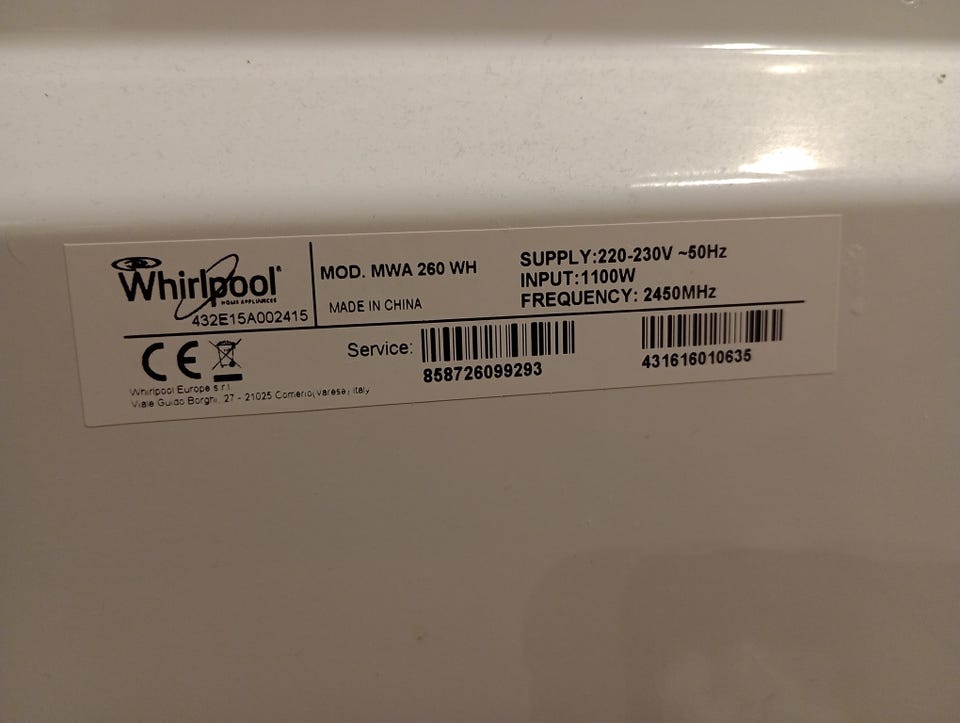 Whirlpool
HOME APPLIANCES
432E15A002415
MOD. MWA 260 WH
MADE IN CHINA
SUPPLY:220-230V ~50Hz
INPUT:1100W
FREQUENCY: 2450MHz
CE
Service:
858726099293
431616010635
Whirlpool Europe s.r.l.
Viale Guido Borghi, 27 - 21025 Comerio(Varese) Italy